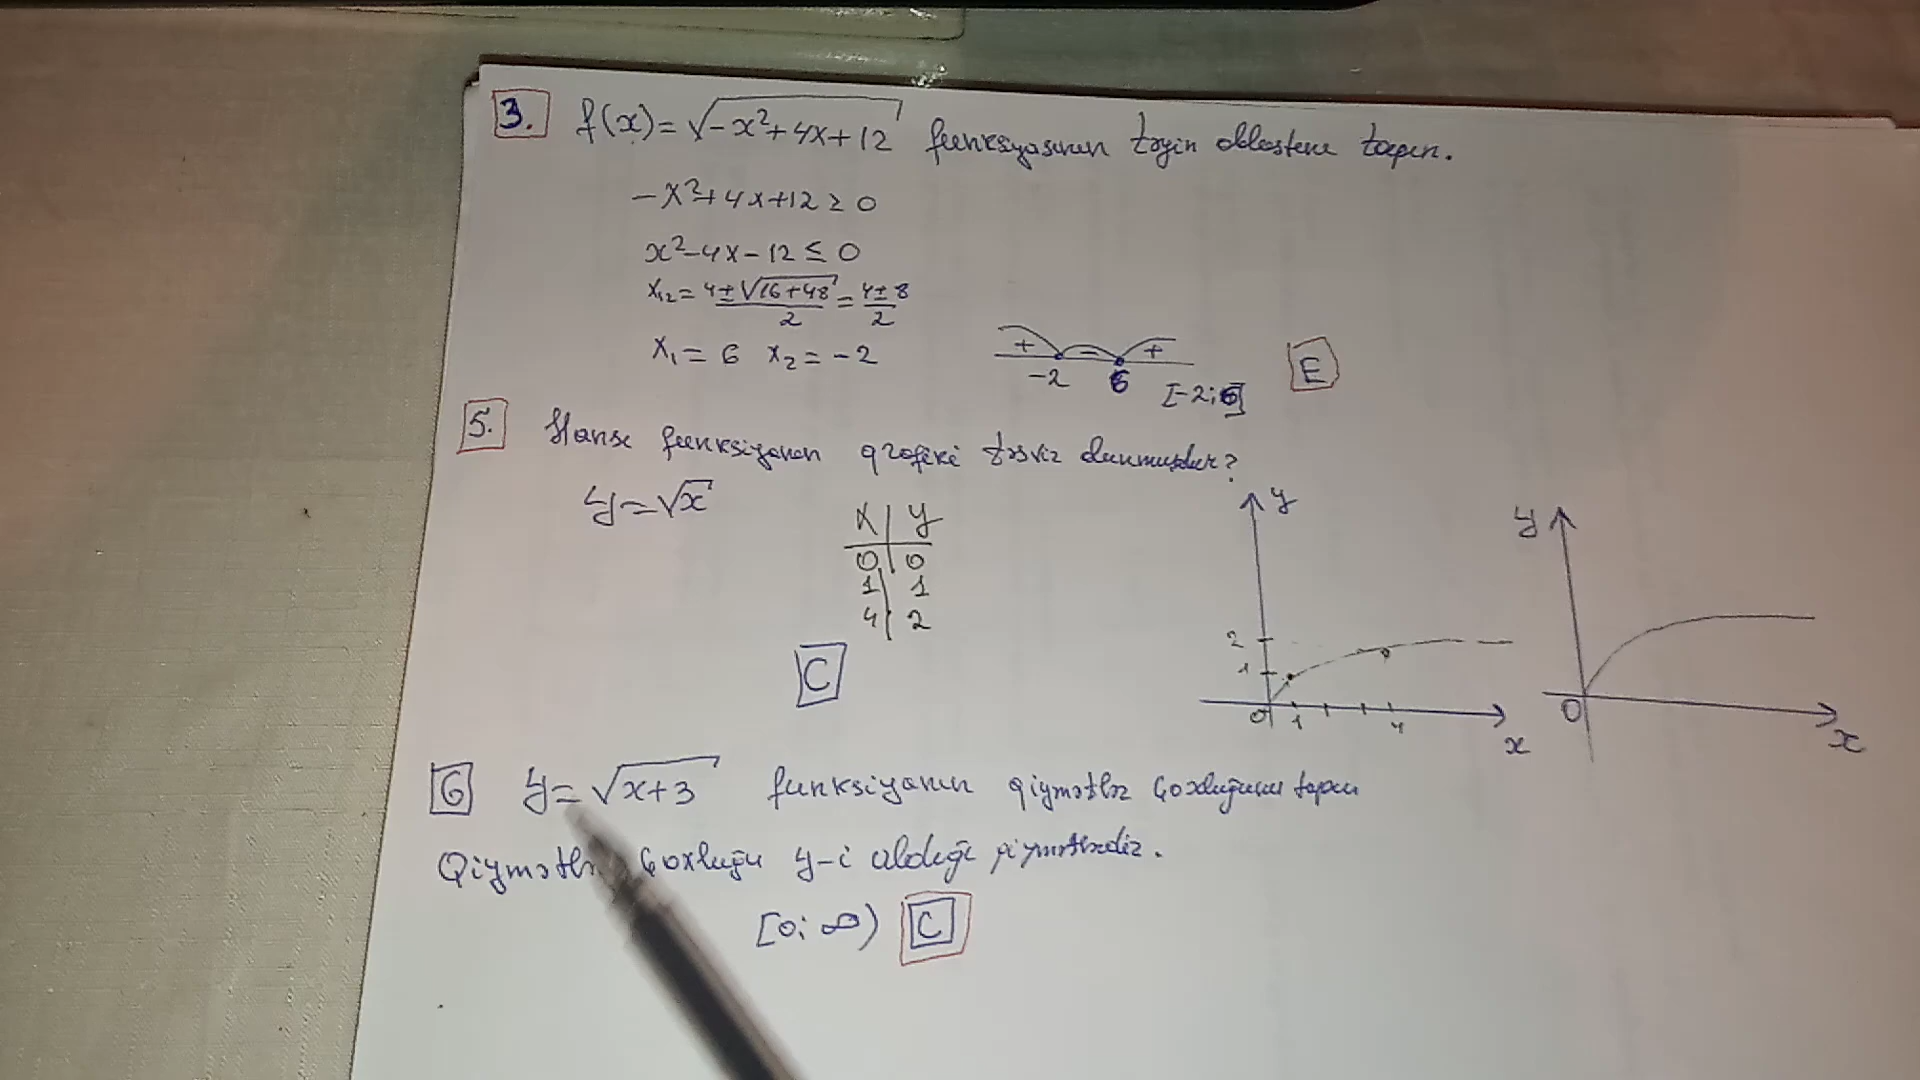 3. f(x)=√-x²+4x+12 funksiyasının təyin oblastını tapın.
-x²+4x+12≥0
x²-4x-12≤0
x₁,₂=4±√16+48/2=4±8/2
x₁=6 x₂=-2
+ - +
-2 6 [-2;6] E
5. Hansı funksiyanın qrafiki təsvir olunmuşdur?
y=√x
x y
0 0
1 1
4 2
C
y
2
1
0 1 4
x
y
0
x
6 y=√x+3 funksiyanın qiymətlər çoxluğunu tapın
Qiymətlər çoxluğu y-i aldığı qiymətlərdir.
[0; ∞) C